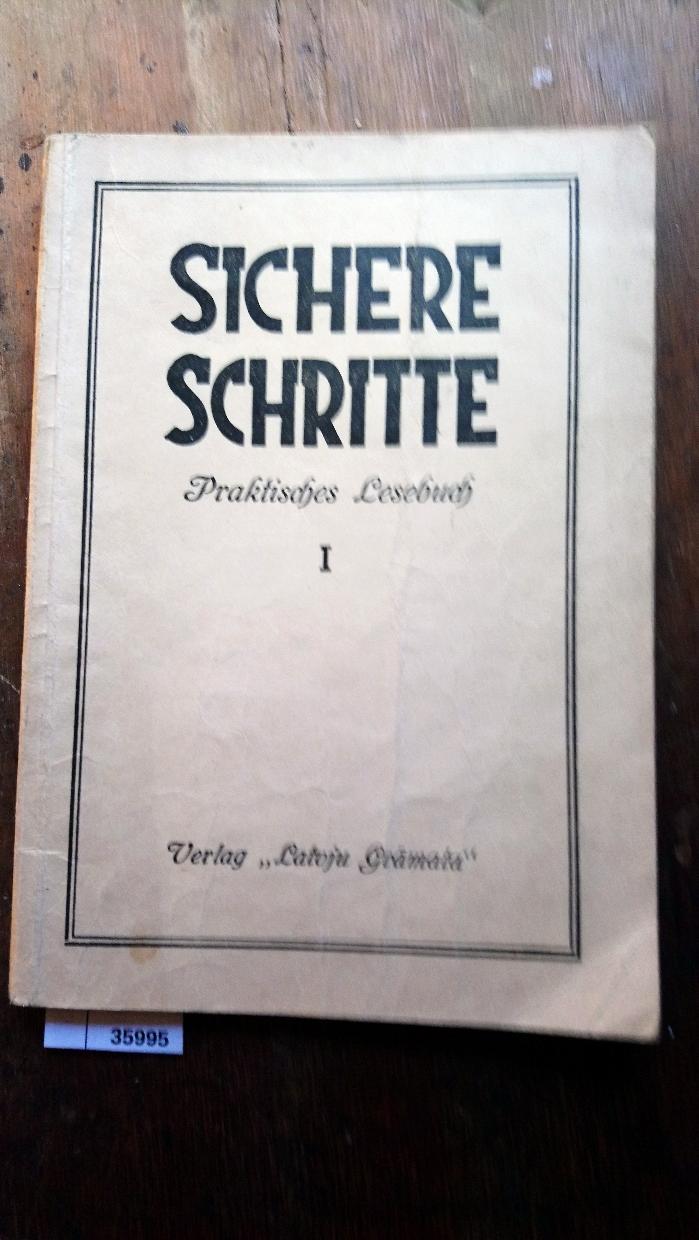 SICHERE
SCHRITTE
Praktisches Lesebuch
I
Verlag „Latvju Grāmata“
35995